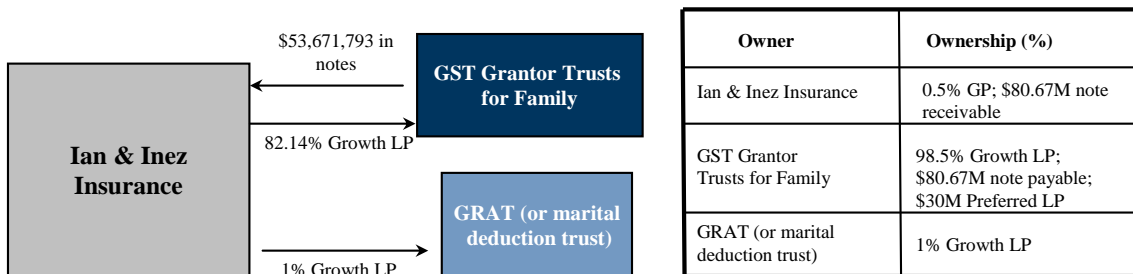 $53,671,793 in
notes
GST Grantor Trusts
for Family
82.14% Growth LP
Ian & Inez
Insurance
GRAT (or marital
deduction trust)
1% Growth LP
Owner Ownership (%)
Ian & Inez Insurance 0.5% GP; $80.67M note
receivable
GST Grantor 98.5% Growth LP;
Trusts for Family $80.67M note payable;
$30M Preferred LP
GRAT (or marital
deduction trust) 1% Growth LP